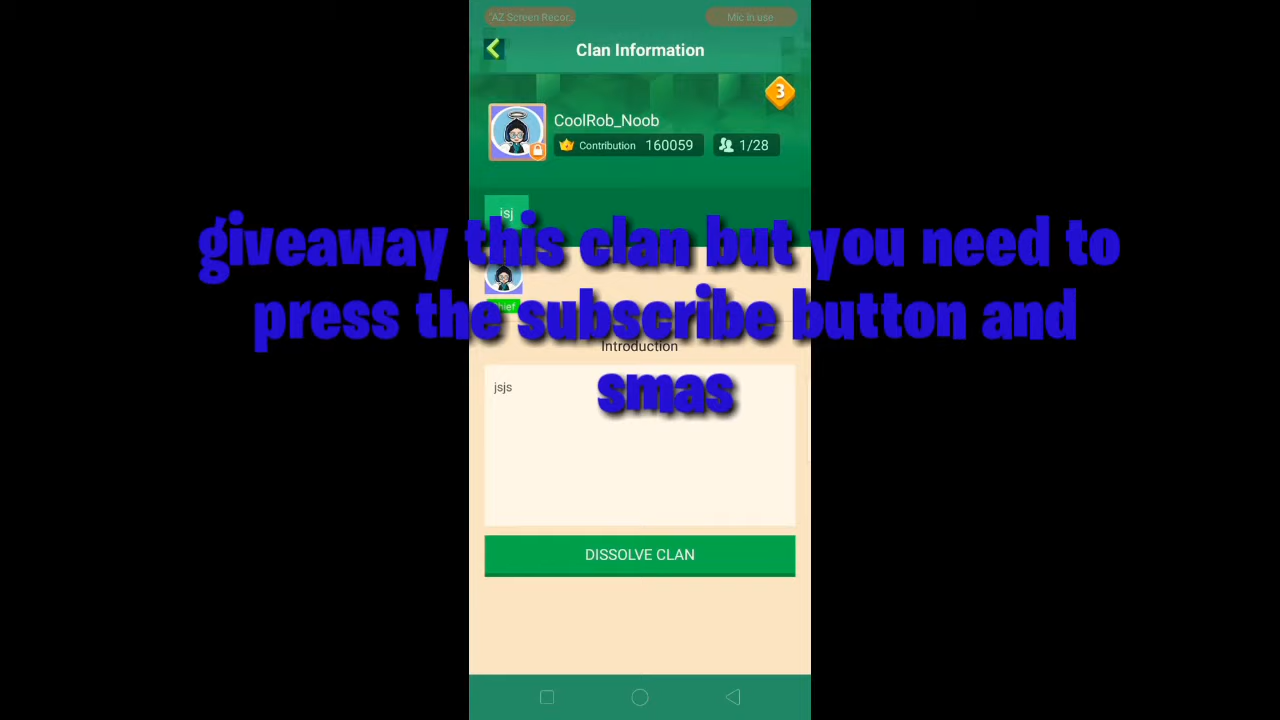 "AZ Screen Recor...
Mic in use
Clan Information
3
CoolRob_Noob
Contribution 160059
1/28
jsj
giveaway this clan but you need to
press the subscribe button and
smas
Introduction
jsjs
DISSOLVE CLAN